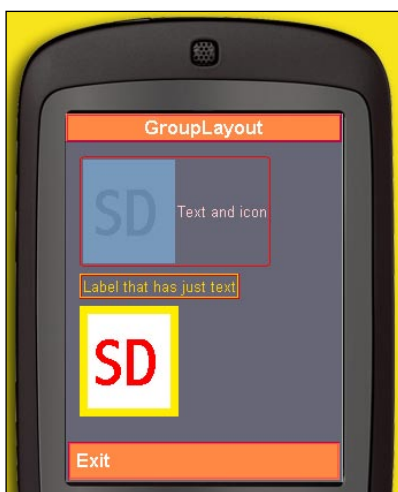 GroupLayout
SD Text and icon
Label that has just text
SD
Exit